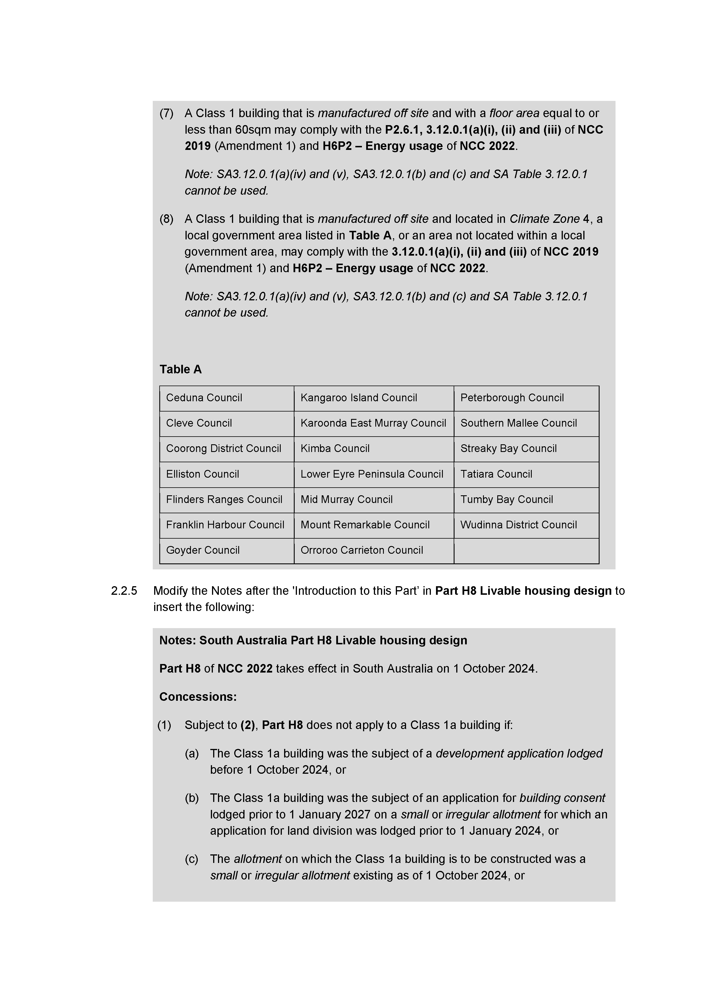 (7) A Class 1 building that is manufactured off site and with a floor area equal to or
less than 60sqm may comply with the P2.6.1, 3.12.0.1(a)(i), (ii) and (iii) of NCC
2019 (Amendment 1) and H6P2 – Energy usage of NCC 2022.
Note: SA3.12.0.1(a)(iv) and (v), SA3.12.0.1(b) and (c) and SA Table 3.12.0.1
cannot be used.
(8) A Class 1 building that is manufactured off site and located in Climate Zone 4, a
local government area listed in Table A, or an area not located within a local
government area, may comply with the 3.12.0.1(a)(i), (ii) and (iii) of NCC 2019
(Amendment 1) and H6P2 – Energy usage of NCC 2022.
Note: SA3.12.0.1(a)(iv) and (v), SA3.12.0.1(b) and (c) and SA Table 3.12.0.1
cannot be used.
Table A
Ceduna Council Kangaroo Island Council Peterborough Council
Cleve Council Karoonda East Murray Council Southern Mallee Council
Coorong District Council Kimba Council Streaky Bay Council
Elliston Council Lower Eyre Peninsula Council Tatiara Council
Flinders Ranges Council Mid Murray Council Tumby Bay Council
Franklin Harbour Council Mount Remarkable Council Wudinna District Council
Goyder Council Orroroo Carrieton Council
2.2.5 Modify the Notes after the 'Introduction to this Part’ in Part H8 Livable housing design to
insert the following:
Notes: South Australia Part H8 Livable housing design
Part H8 of NCC 2022 takes effect in South Australia on 1 October 2024.
Concessions:
(1) Subject to (2), Part H8 does not apply to a Class 1a building if:
(a) The Class 1a building was the subject of a development application lodged
before 1 October 2024, or
(b) The Class 1a building was the subject of an application for building consent
lodged prior to 1 January 2027 on a small or irregular allotment for which an
application for land division was lodged prior to 1 January 2024, or
(c) The allotment on which the Class 1a building is to be constructed was a
small or irregular allotment existing as of 1 October 2024, or